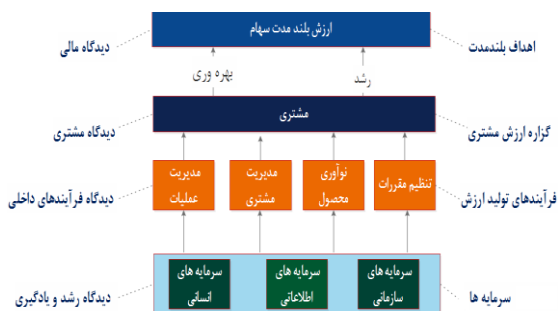 اهداف بلندمدت
ارزش بلند مدت سهام
دیدگاه مالی
رشد
بهره وری
گزاره ارزش مشتری
مشتری
دیدگاه مشتری
فرآیندهای تولید ارزش
تنظیم مقررات
نوآوری
محصول
مدیریت
مشتری
مدیریت
عملیات
دیدگاه فرآیندهای داخلی
سرمایه ها
سرمایه های
سازمانی
سرمایه های
اطلاعاتی
سرمایه های
انسانی
دیدگاه رشد و یادگیری